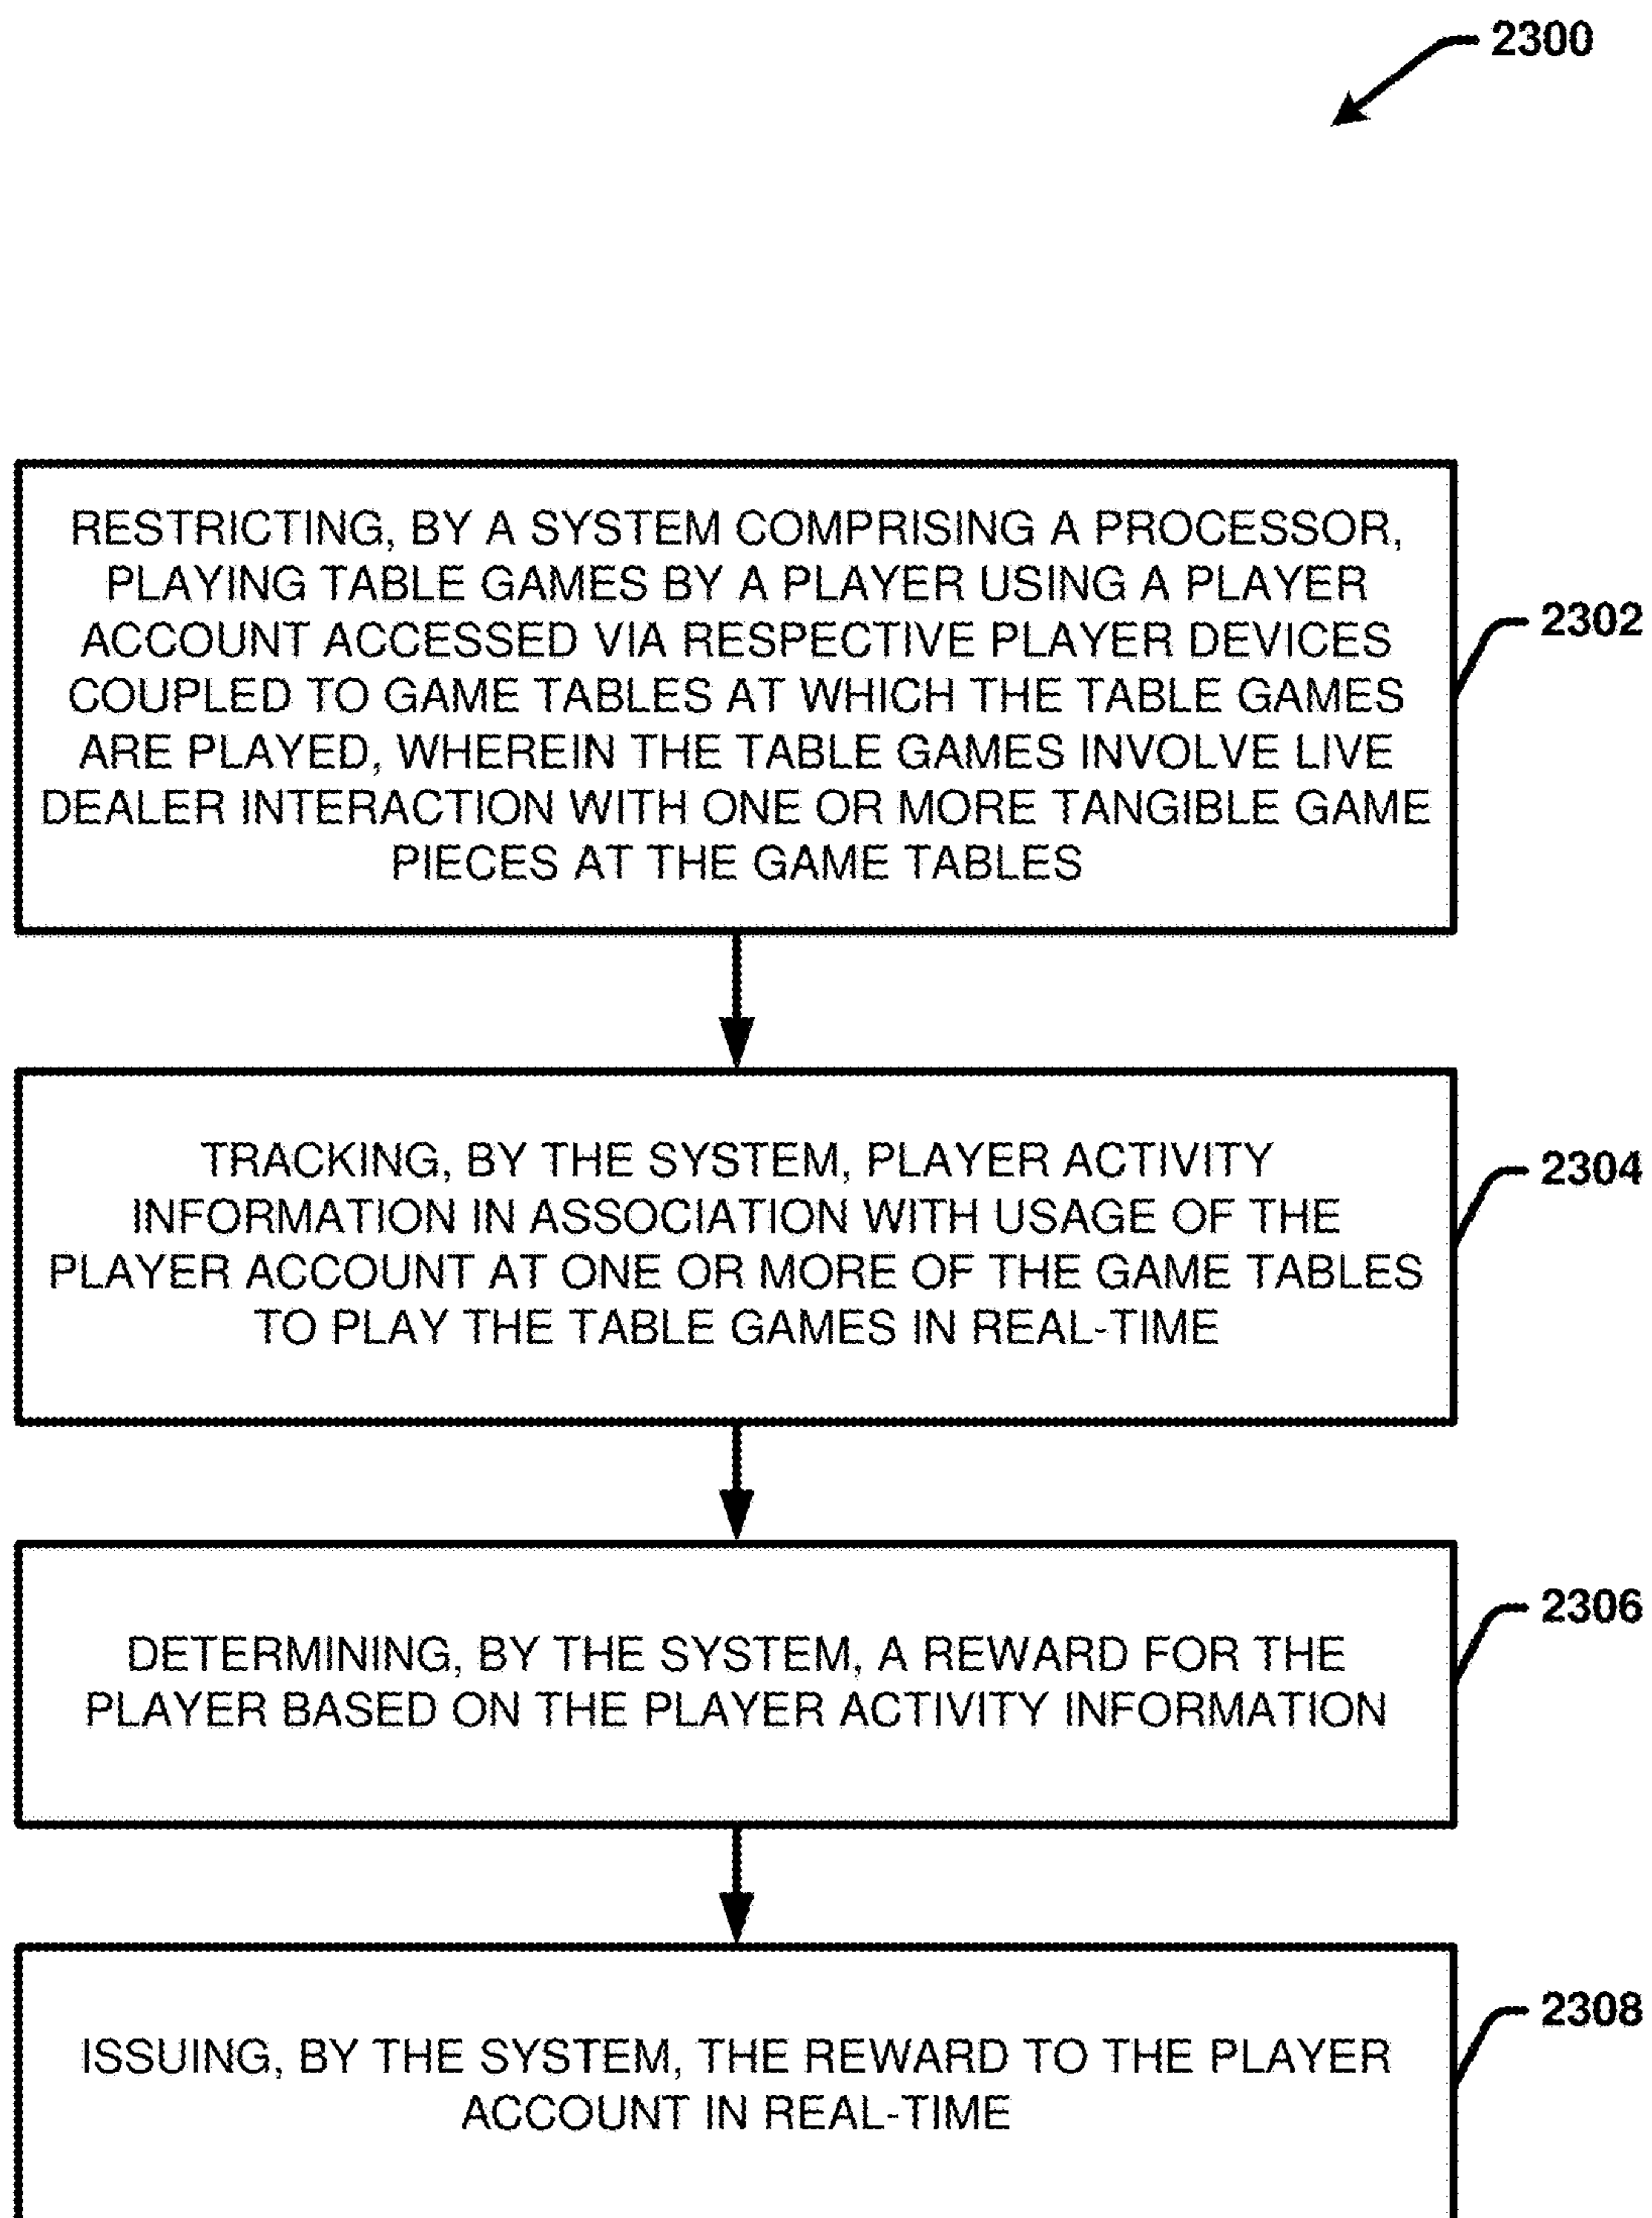 2300
RESTRICTING, BY A SYSTEM COMPRISING A PROCESSOR,
PLAYING TABLE GAMES BY A PLAYER USING A PLAYER
ACCOUNT ACCESSED VIA RESPECTIVE PLAYER DEVICES
COUPLED TO GAME TABLES AT WHICH THE TABLE GAMES
ARE PLAYED, WHEREIN THE TABLE GAMES INVOLVE LIVE
DEALER INTERACTION WITH ONE OR MORE TANGIBLE GAME
PIECES AT THE GAME TABLES
2302
TRACKING, BY THE SYSTEM, PLAYER ACTIVITY
INFORMATION IN ASSOCIATION WITH USAGE OF THE
PLAYER ACCOUNT AT ONE OR MORE OF THE GAME TABLES
TO PLAY THE TABLE GAMES IN REAL-TIME
2304
DETERMINING, BY THE SYSTEM, A REWARD FOR THE
PLAYER BASED ON THE PLAYER ACTIVITY INFORMATION
2306
ISSUING, BY THE SYSTEM, THE REWARD TO THE PLAYER
ACCOUNT IN REAL-TIME
2308